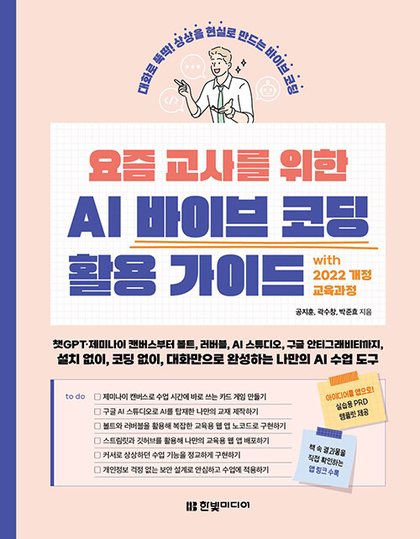 대화로 뚝딱! 상상을 현실로 만드는 바이브 코딩
요즘 교사를 위한
AI 바이브 코딩
활용 가이드
with
2022 개정
교육과정
공지훈, 곽수창, 박준효 지음
챗GPT·제미나이 캔버스부터 볼트, 러버블, AI 스튜디오, 구글 안티그래비티까지,
설치 없이, 코딩 없이, 대화만으로 완성하는 나만의 AI 수업 도구
to do
제미나이 캔버스로 수업 시간에 바로 쓰는 카드 게임 만들기
구글 AI 스튜디오로 AI를 탑재한 나만의 교재 제작하기
볼트와 러버블을 활용해 복잡한 교육용 웹 앱 노코드로 구현하기
스트림릿과 깃허브를 활용해 나만의 교육용 웹 앱 배포하기
커서로 상상하던 수업 기능을 정교하게 구현하기
개인정보 걱정 없는 보안 설계로 안심하고 수업에 적용하기
아이디어를 앱으로!
실습용 PRD
템플릿 제공
책 속 결과물을
직접 확인하는
앱 링크 수록
한빛미디어